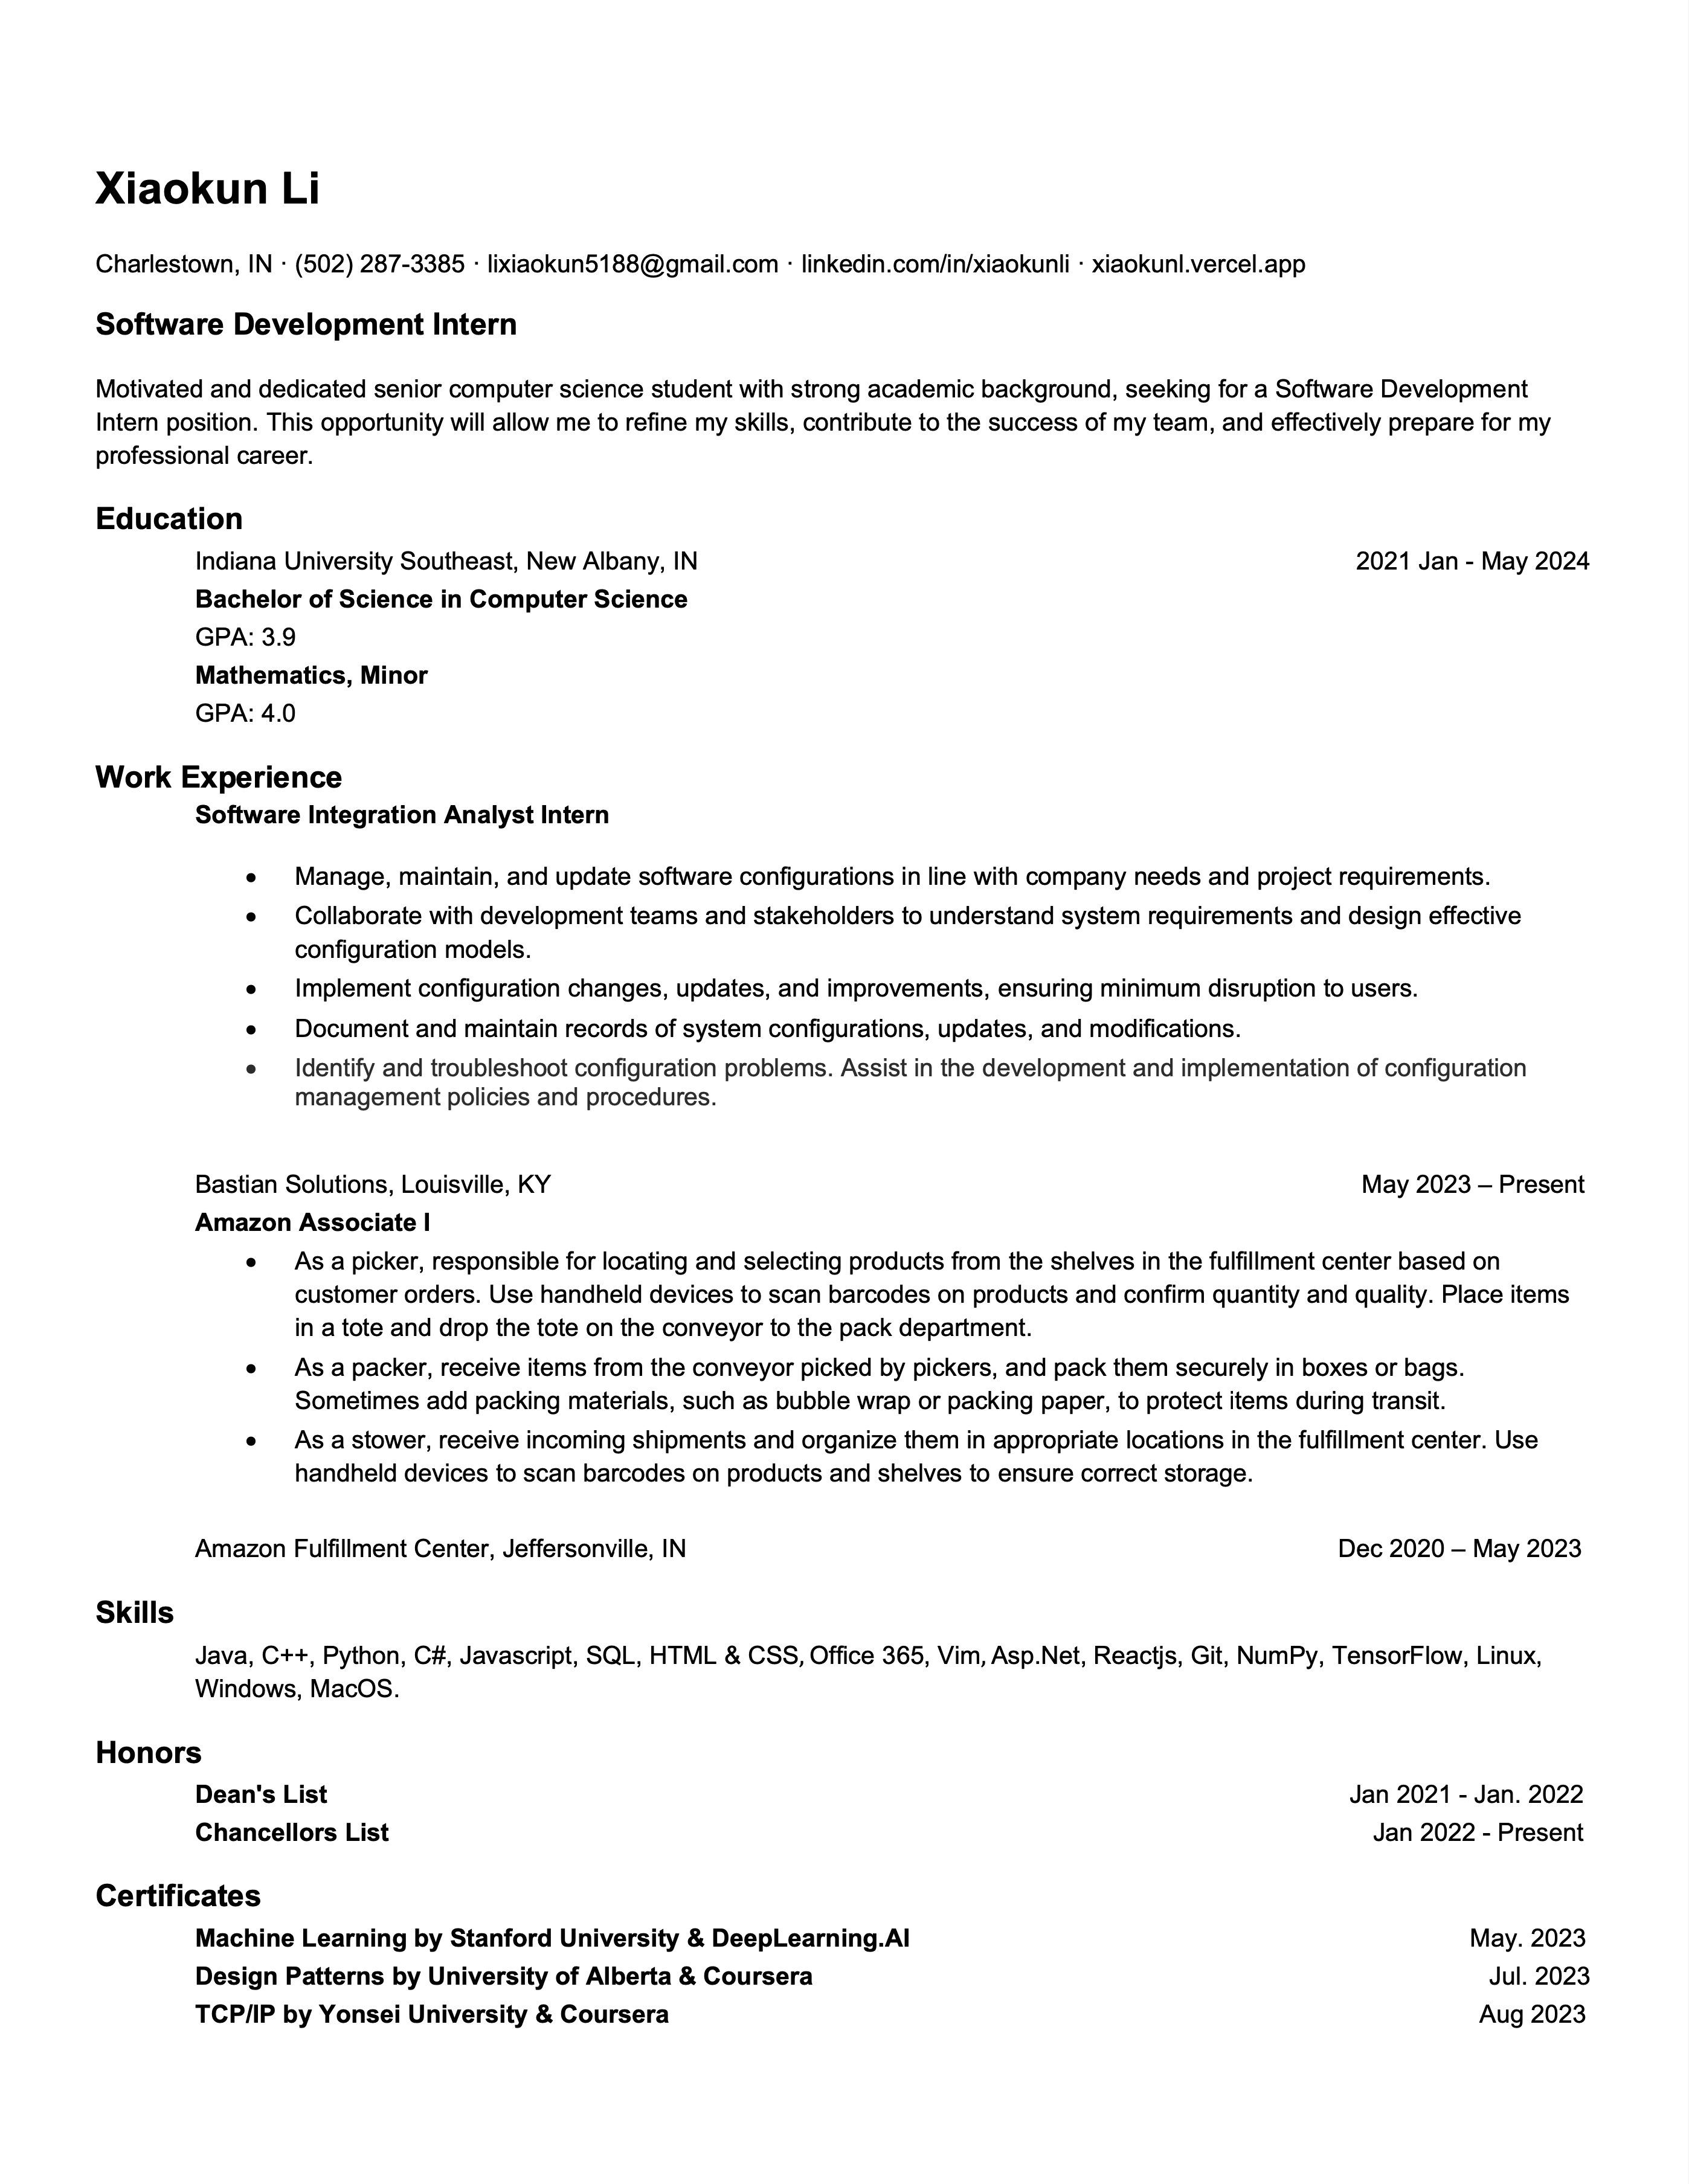 Xiaokun Li
Charlestown, IN · (502) 287-3385 · lixiaokun5188@gmail.com · linkedin.com/in/xiaokunli · xiaokunl.vercel.app
Software Development Intern
Motivated and dedicated senior computer science student with strong academic background, seeking for a Software Development
Intern position. This opportunity will allow me to refine my skills, contribute to the success of my team, and effectively prepare for my
professional career.
Education
Indiana University Southeast, New Albany, IN 2021 Jan - May 2024
Bachelor of Science in Computer Science
GPA: 3.9
Mathematics, Minor
GPA: 4.0
Work Experience
Software Integration Analyst Intern
• Manage, maintain, and update software configurations in line with company needs and project requirements.
• Collaborate with development teams and stakeholders to understand system requirements and design effective
configuration models.
• Implement configuration changes, updates, and improvements, ensuring minimum disruption to users.
• Document and maintain records of system configurations, updates, and modifications.
• Identify and troubleshoot configuration problems. Assist in the development and implementation of configuration
management policies and procedures.
Bastian Solutions, Louisville, KY May 2023 – Present
Amazon Associate I
• As a picker, responsible for locating and selecting products from the shelves in the fulfillment center based on
customer orders. Use handheld devices to scan barcodes on products and confirm quantity and quality. Place items
in a tote and drop the tote on the conveyor to the pack department.
• As a packer, receive items from the conveyor picked by pickers, and pack them securely in boxes or bags.
Sometimes add packing materials, such as bubble wrap or packing paper, to protect items during transit.
• As a stower, receive incoming shipments and organize them in appropriate locations in the fulfillment center. Use
handheld devices to scan barcodes on products and shelves to ensure correct storage.
Amazon Fulfillment Center, Jeffersonville, IN Dec 2020 – May 2023
Skills
Java, C++, Python, C#, Javascript, SQL, HTML & CSS, Office 365, Vim, Asp.Net, Reactjs, Git, NumPy, TensorFlow, Linux,
Windows, MacOS.
Honors
Dean's List Jan 2021 - Jan. 2022
Chancellors List Jan 2022 - Present
Certificates
Machine Learning by Stanford University & DeepLearning.AI May. 2023
Design Patterns by University of Alberta & Coursera Jul. 2023
TCP/IP by Yonsei University & Coursera Aug 2023